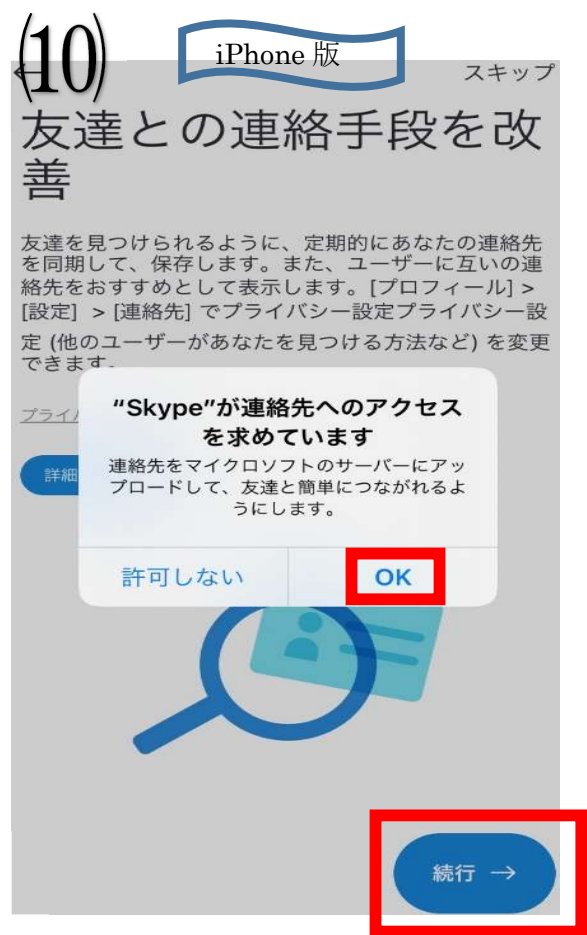 (10)
iPhone 版
スキップ
友達との連絡手段を改
善
友達を見つけられるように、定期的にあなたの連絡先
を同期して、保存します。また、ユーザーに互いの連
絡先をおすすめとして表示します。[プロフィール] >
[設定] > [連絡先] でプライバシー設定プライバシー設
定 (他のユーザーがあなたを見つける方法など) を変更
できます。
プライ
"Skype"が連絡先へのアクセス
を求めています
詳細
連絡先をマイクロソフトのサーバーにアッ
プロードして、友達と簡単につながれるよ
うにします。
許可しない OK
続行 →